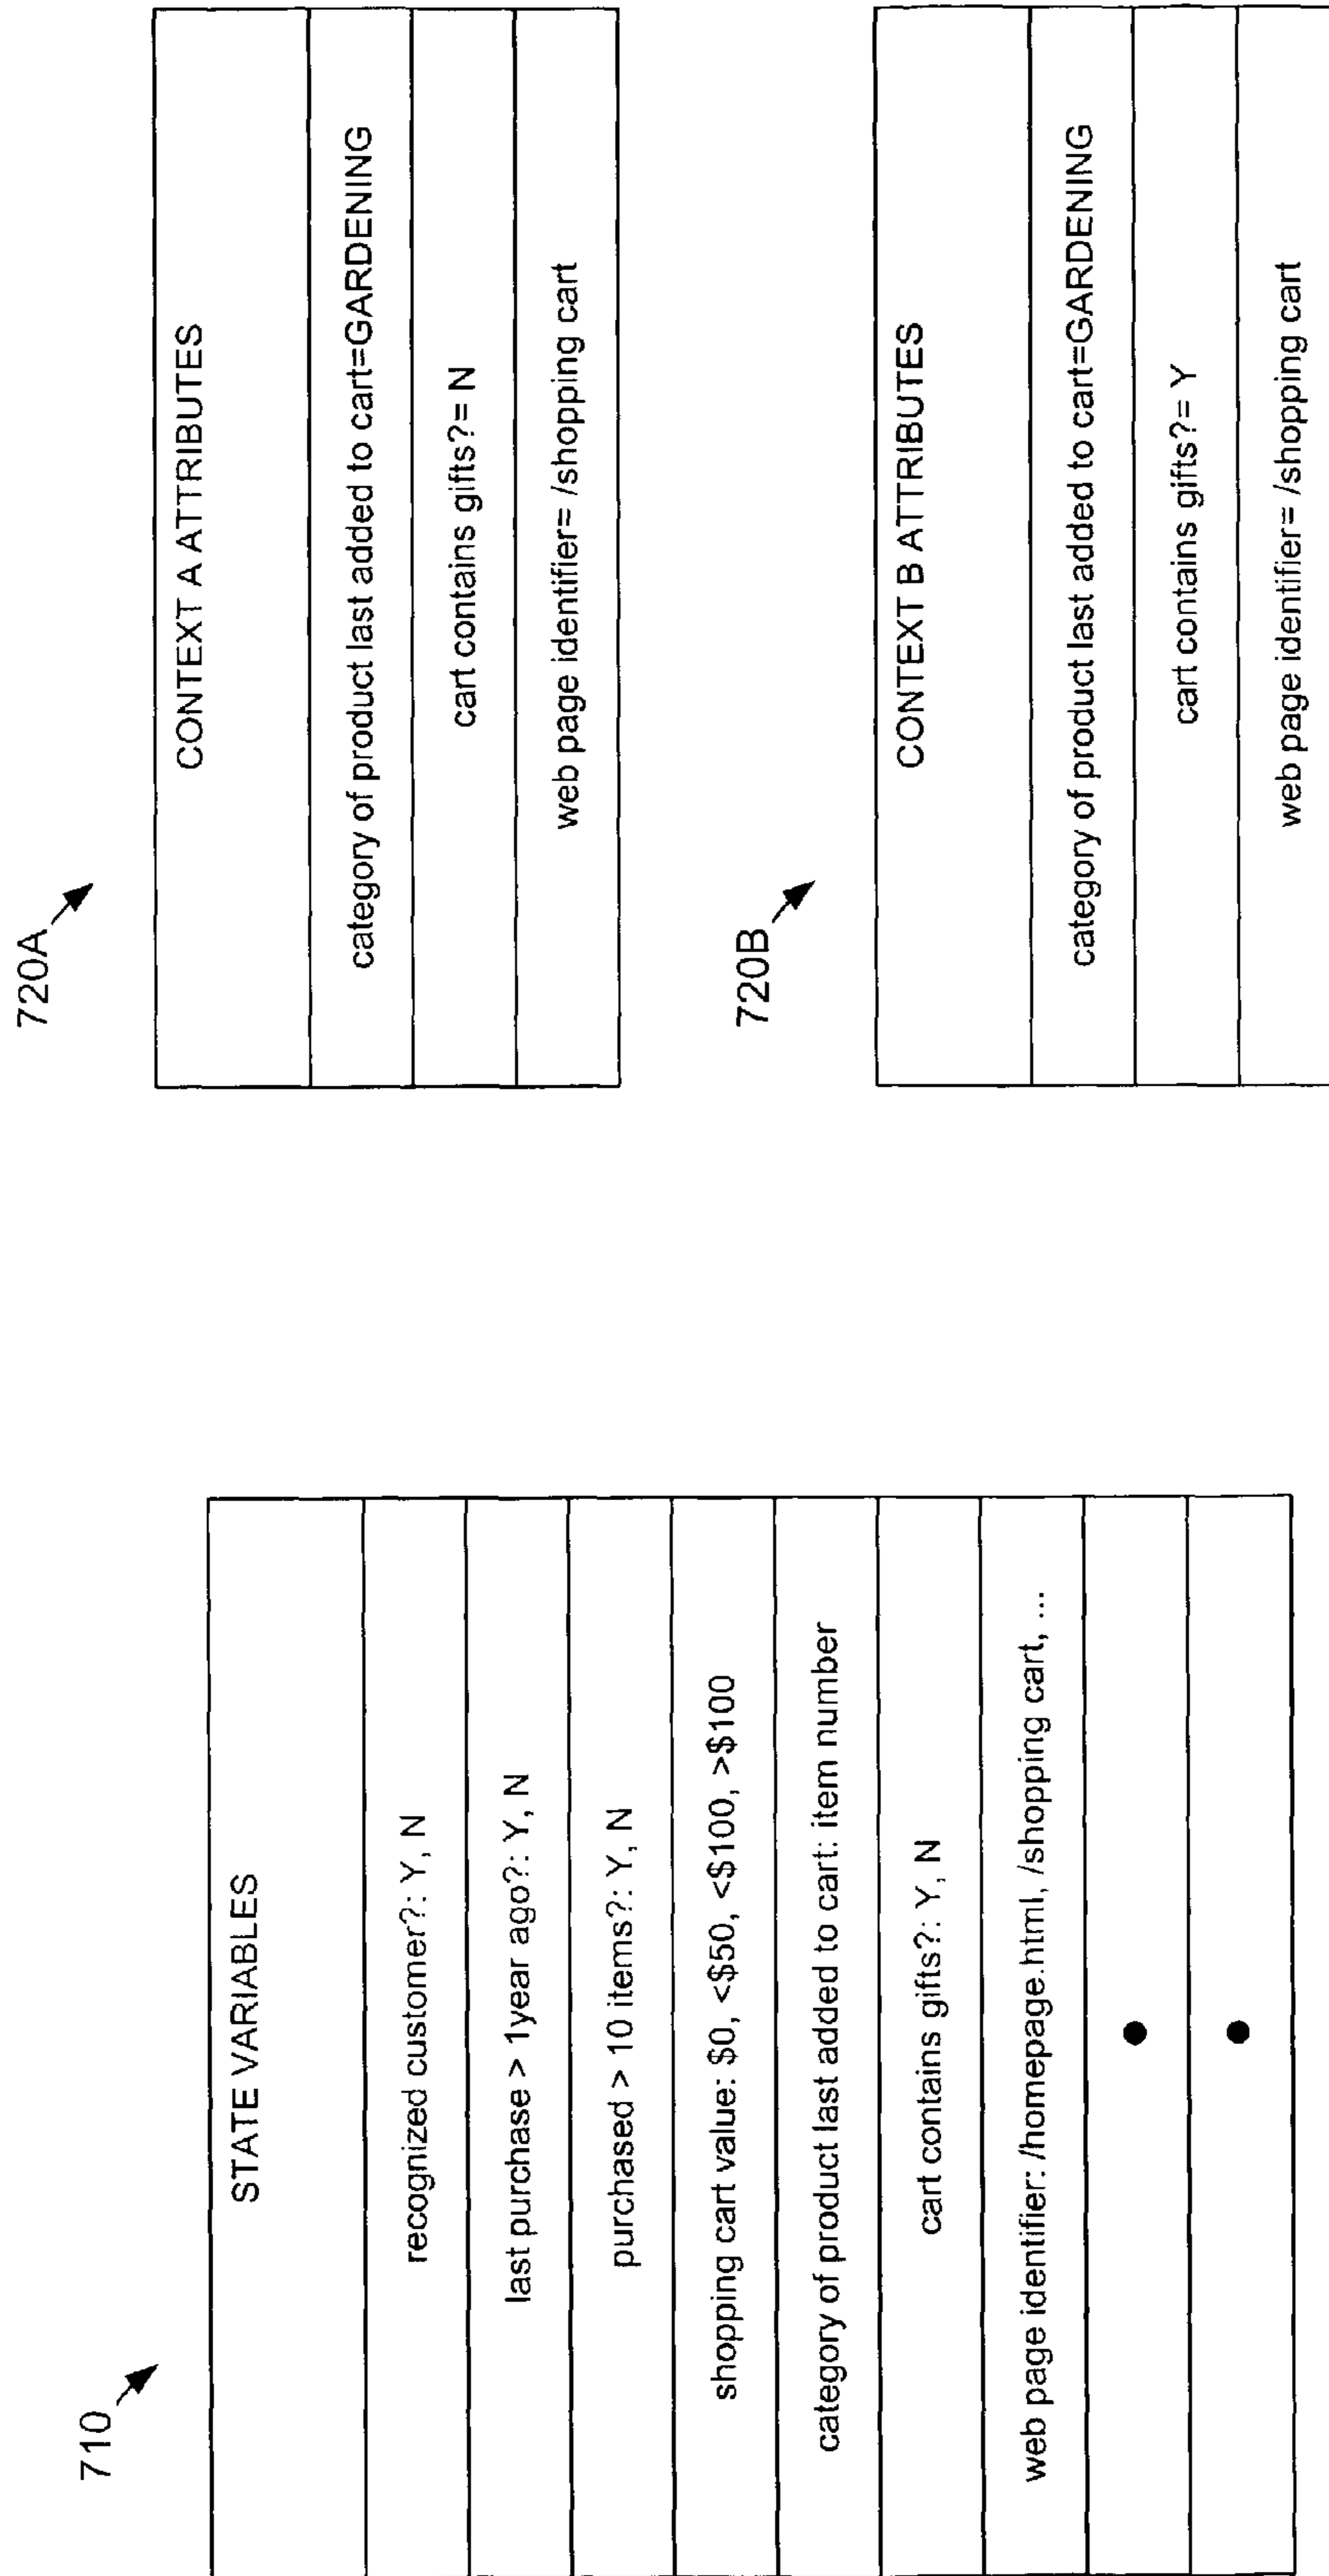 710
STATE VARIABLES
recognized customer?: Y, N
last purchase > 1year ago?: Y, N
purchased > 10 items?: Y, N
shopping cart value: $0, <$50, <$100, >$100
category of product last added to cart: item number
cart contains gifts?: Y, N
web page identifier: /homepage.html, /shopping cart, ...
720A
CONTEXT A ATTRIBUTES
category of product last added to cart=GARDENING
cart contains gifts?= N
web page identifier= /shopping cart
720B
CONTEXT B ATTRIBUTES
category of product last added to cart=GARDENING
cart contains gifts?= Y
web page identifier= /shopping cart